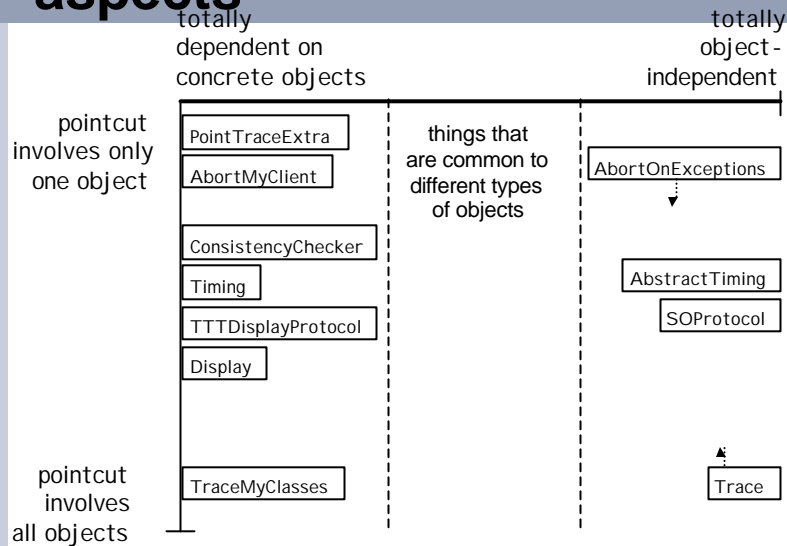 aspects
totally
dependent on
concrete objects
totally
object-
independent
pointcut
involves only
one object
PointTraceExtra
AbortMyClient
things that
are common to
different types
of objects
AbortOnExceptions
ConsistencyChecker
Timing
TTTDisplayProtocol
Display
AbstractTiming
SOProtocol
pointcut
involves
all objects
TraceMyClasses
Trace